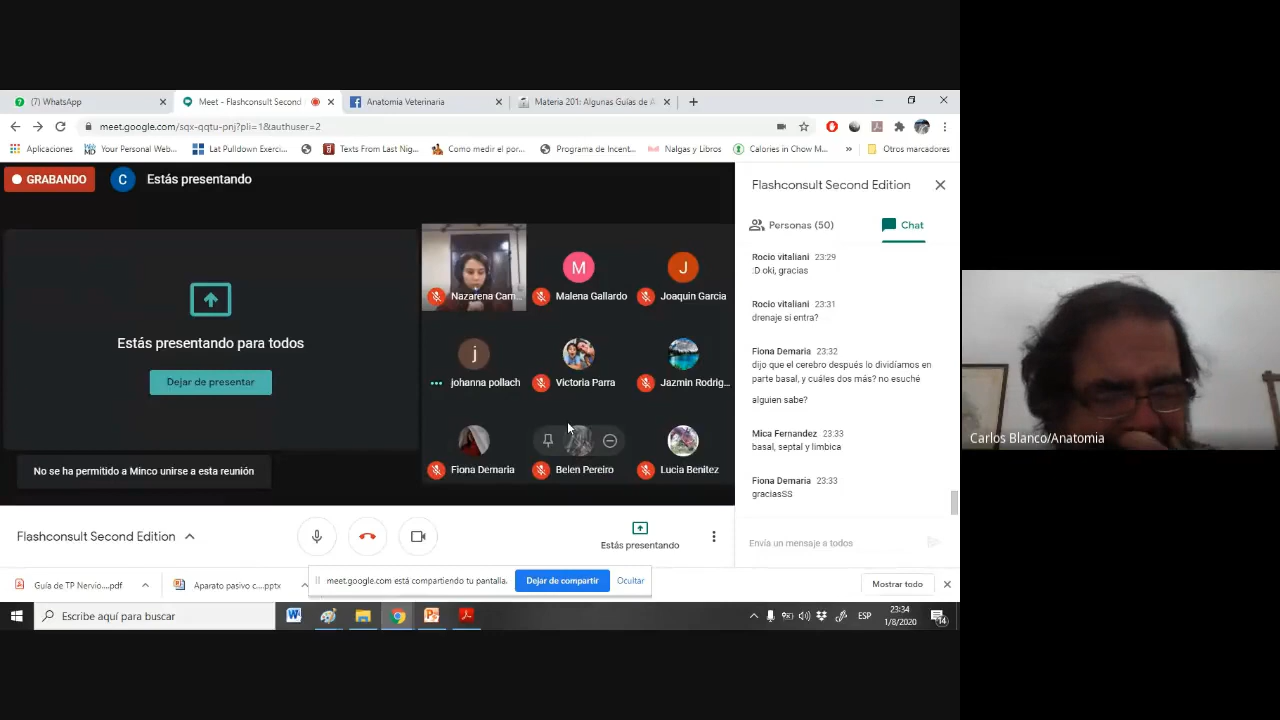 (7) WhatsApp
Meet - Flashconsult Second
Anatomia Veterinaria
Materia 201: Algunas Guías de A
meet.google.com/sqx-qqtu-pnj?pli=1&authuser=2
Aplicaciones
Your Personal Web...
Lat Pulldown Exerci...
Texts From Last Nig...
Como medir el por...
Programa de Incent...
Nalgas y Libros
Calories in Chow M...
»
Otros marcadores
GRABANDO
C
Estás presentando
Estás presentando para todos
Dejar de presentar
No se ha permitido a Minco unirse a esta reunión
Nazarena Cam...
M
Malena Gallardo
J
Joaquin Garcia
j
johanna pollach
Victoria Parra
Jazmin Rodrig...
Fiona Demaria
Belen Pereiro
Lucia Benitez
Flashconsult Second Edition
Personas (50)
Chat
Rocio vitaliani 23:29
:D oki, gracias
Rocio vitaliani 23:31
drenaje si entra?
Fiona Demaria 23:32
dijo que el cerebro después lo dividíamos en
parte basal, y cuáles dos más? no esuché
alguien sabe?
Mica Fernandez 23:33
basal, septal y limbica
Fiona Demaria 23:33
graciasSS
Envía un mensaje a todos
Flashconsult Second Edition
Estás presentando
Guía de TP Nervio....pdf
Aparato pasivo c....pptx
meet.google.com está compartiendo tu pantalla.
Dejar de compartir
Ocultar
Mostrar todo
Escribe aquí para buscar
ESP
23:34
1/8/2020
14
Carlos Blanco/Anatomia